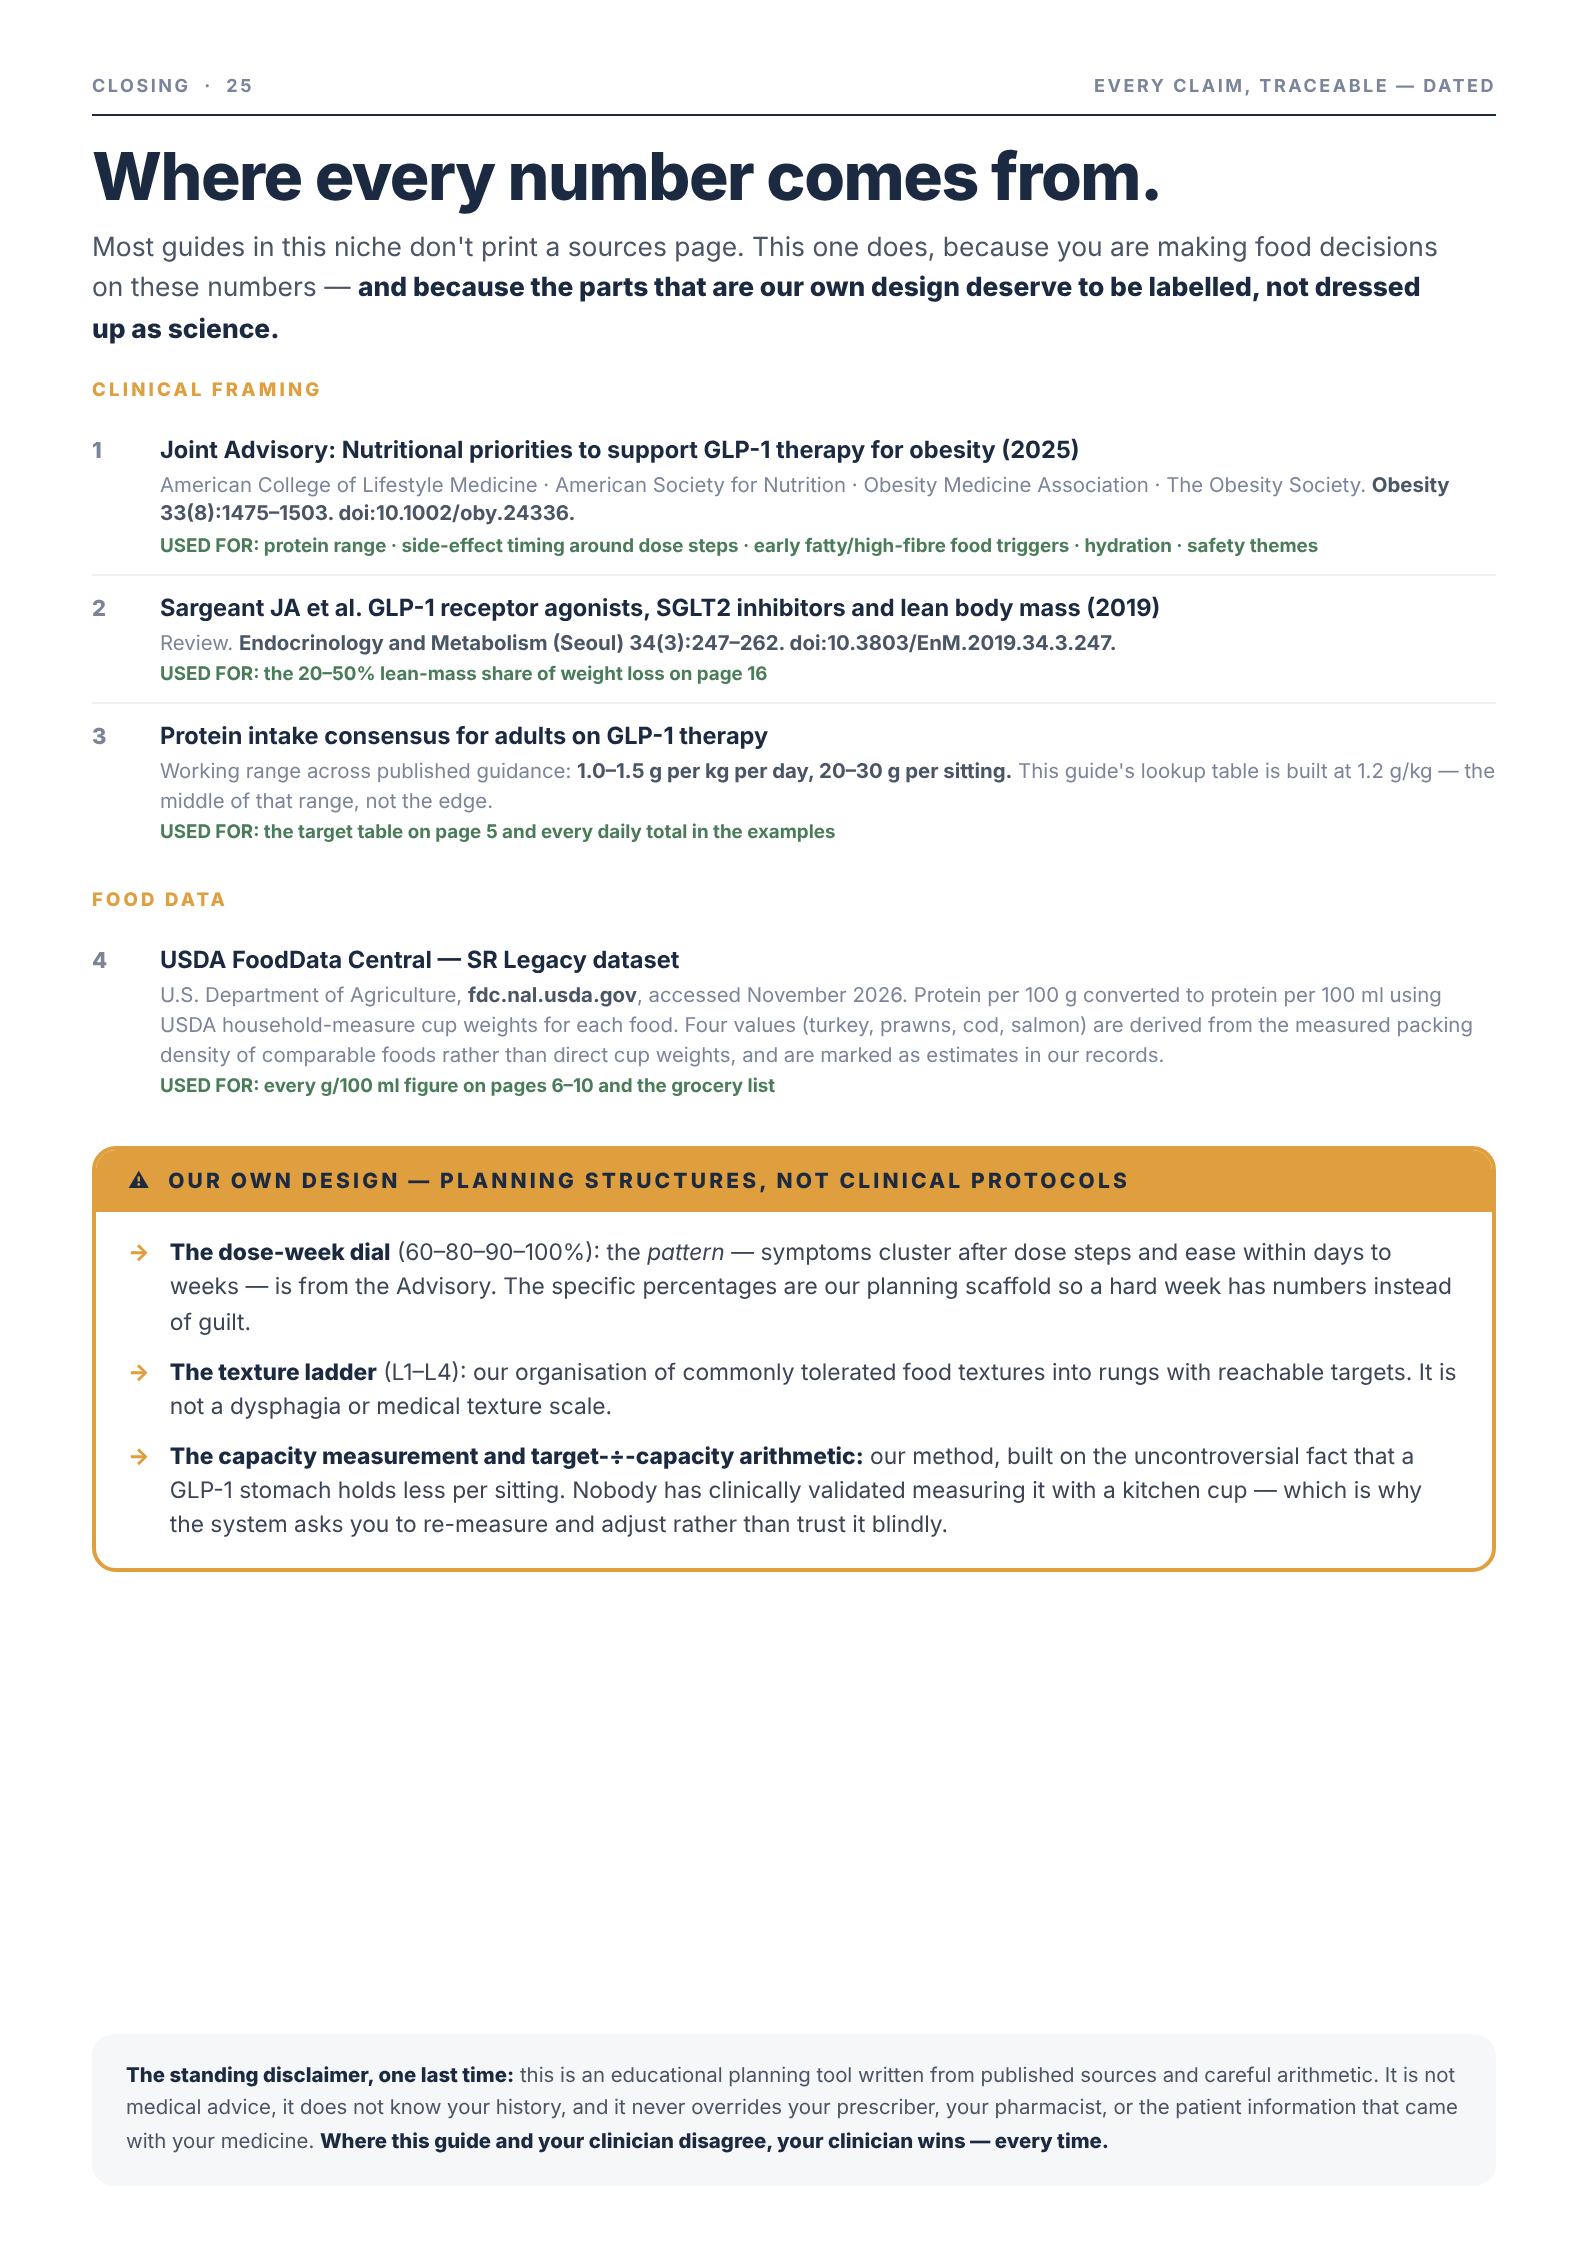 CLOSING · 25
EVERY CLAIM, TRACEABLE — DATED
Where every number comes from.
Most guides in this niche don't print a sources page. This one does, because you are making food decisions
on these numbers — and because the parts that are our own design deserve to be labelled, not dressed
up as science.
CLINICAL FRAMING
1
Joint Advisory: Nutritional priorities to support GLP-1 therapy for obesity (2025)
American College of Lifestyle Medicine · American Society for Nutrition · Obesity Medicine Association · The Obesity Society. Obesity
33(8):1475–1503. doi:10.1002/oby.24336.
USED FOR: protein range · side-effect timing around dose steps · early fatty/high-fibre food triggers · hydration · safety themes
2
Sargeant JA et al. GLP-1 receptor agonists, SGLT2 inhibitors and lean body mass (2019)
Review. Endocrinology and Metabolism (Seoul) 34(3):247–262. doi:10.3803/EnM.2019.34.3.247.
USED FOR: the 20–50% lean-mass share of weight loss on page 16
3
Protein intake consensus for adults on GLP-1 therapy
Working range across published guidance: 1.0–1.5 g per kg per day, 20–30 g per sitting. This guide's lookup table is built at 1.2 g/kg — the
middle of that range, not the edge.
USED FOR: the target table on page 5 and every daily total in the examples
FOOD DATA
4
USDA FoodData Central — SR Legacy dataset
U.S. Department of Agriculture, fdc.nal.usda.gov, accessed November 2026. Protein per 100 g converted to protein per 100 ml using
USDA household-measure cup weights for each food. Four values (turkey, prawns, cod, salmon) are derived from the measured packing
density of comparable foods rather than direct cup weights, and are marked as estimates in our records.
USED FOR: every g/100 ml figure on pages 6–10 and the grocery list
⚠ OUR OWN DESIGN — PLANNING STRUCTURES, NOT CLINICAL PROTOCOLS
→ The dose-week dial (60–80–90–100%): the pattern — symptoms cluster after dose steps and ease within days to
weeks — is from the Advisory. The specific percentages are our planning scaffold so a hard week has numbers instead
of guilt.
→ The texture ladder (L1–L4): our organisation of commonly tolerated food textures into rungs with reachable targets. It is
not a dysphagia or medical texture scale.
→ The capacity measurement and target-÷-capacity arithmetic: our method, built on the uncontroversial fact that a
GLP-1 stomach holds less per sitting. Nobody has clinically validated measuring it with a kitchen cup — which is why
the system asks you to re-measure and adjust rather than trust it blindly.
The standing disclaimer, one last time: this is an educational planning tool written from published sources and careful arithmetic. It is not
medical advice, it does not know your history, and it never overrides your prescriber, your pharmacist, or the patient information that came
with your medicine. Where this guide and your clinician disagree, your clinician wins — every time.